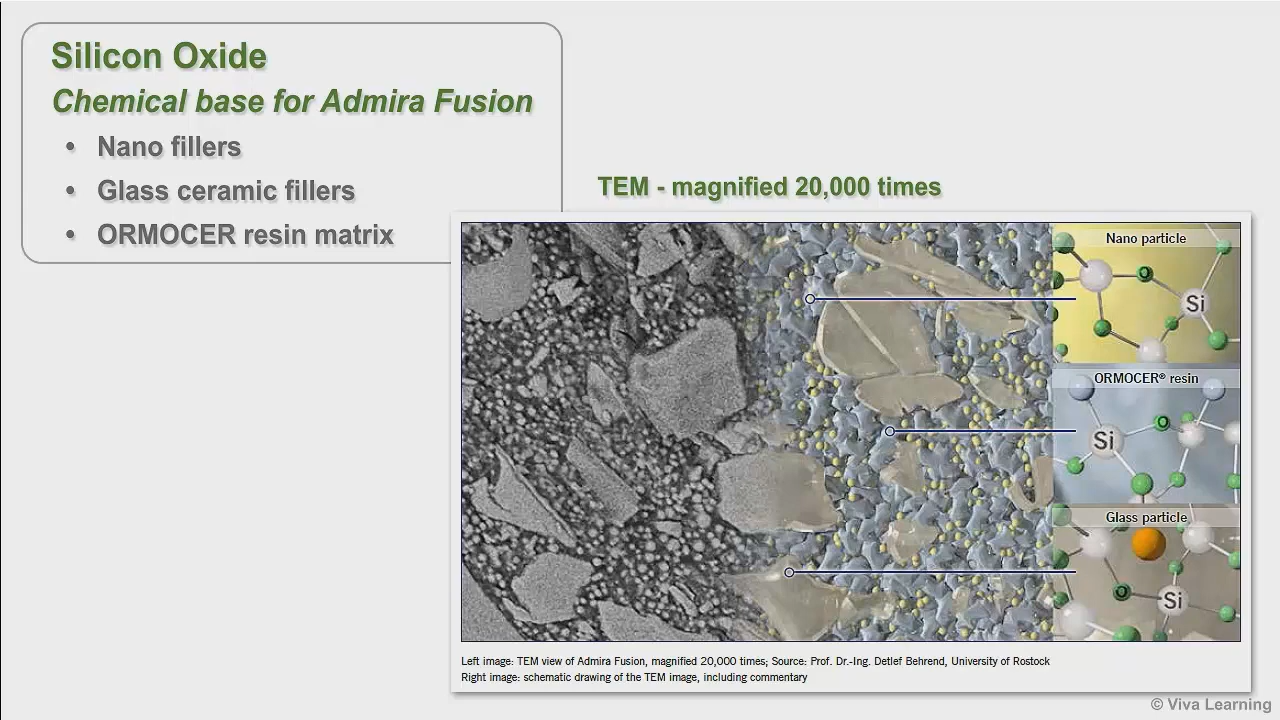 Silicon Oxide
Chemical base for Admira Fusion
• Nano fillers
• Glass ceramic fillers
• ORMOCER resin matrix
TEM - magnified 20,000 times
Nano particle
O
Si
ORMOCER® resin
O
Si
Glass particle
O
Si
Left image: TEM view of Admira Fusion, magnified 20,000 times; Source: Prof. Dr.-Ing. Detlef Behrend, University of Rostock
Right image: schematic drawing of the TEM image, including commentary
© Viva Learning